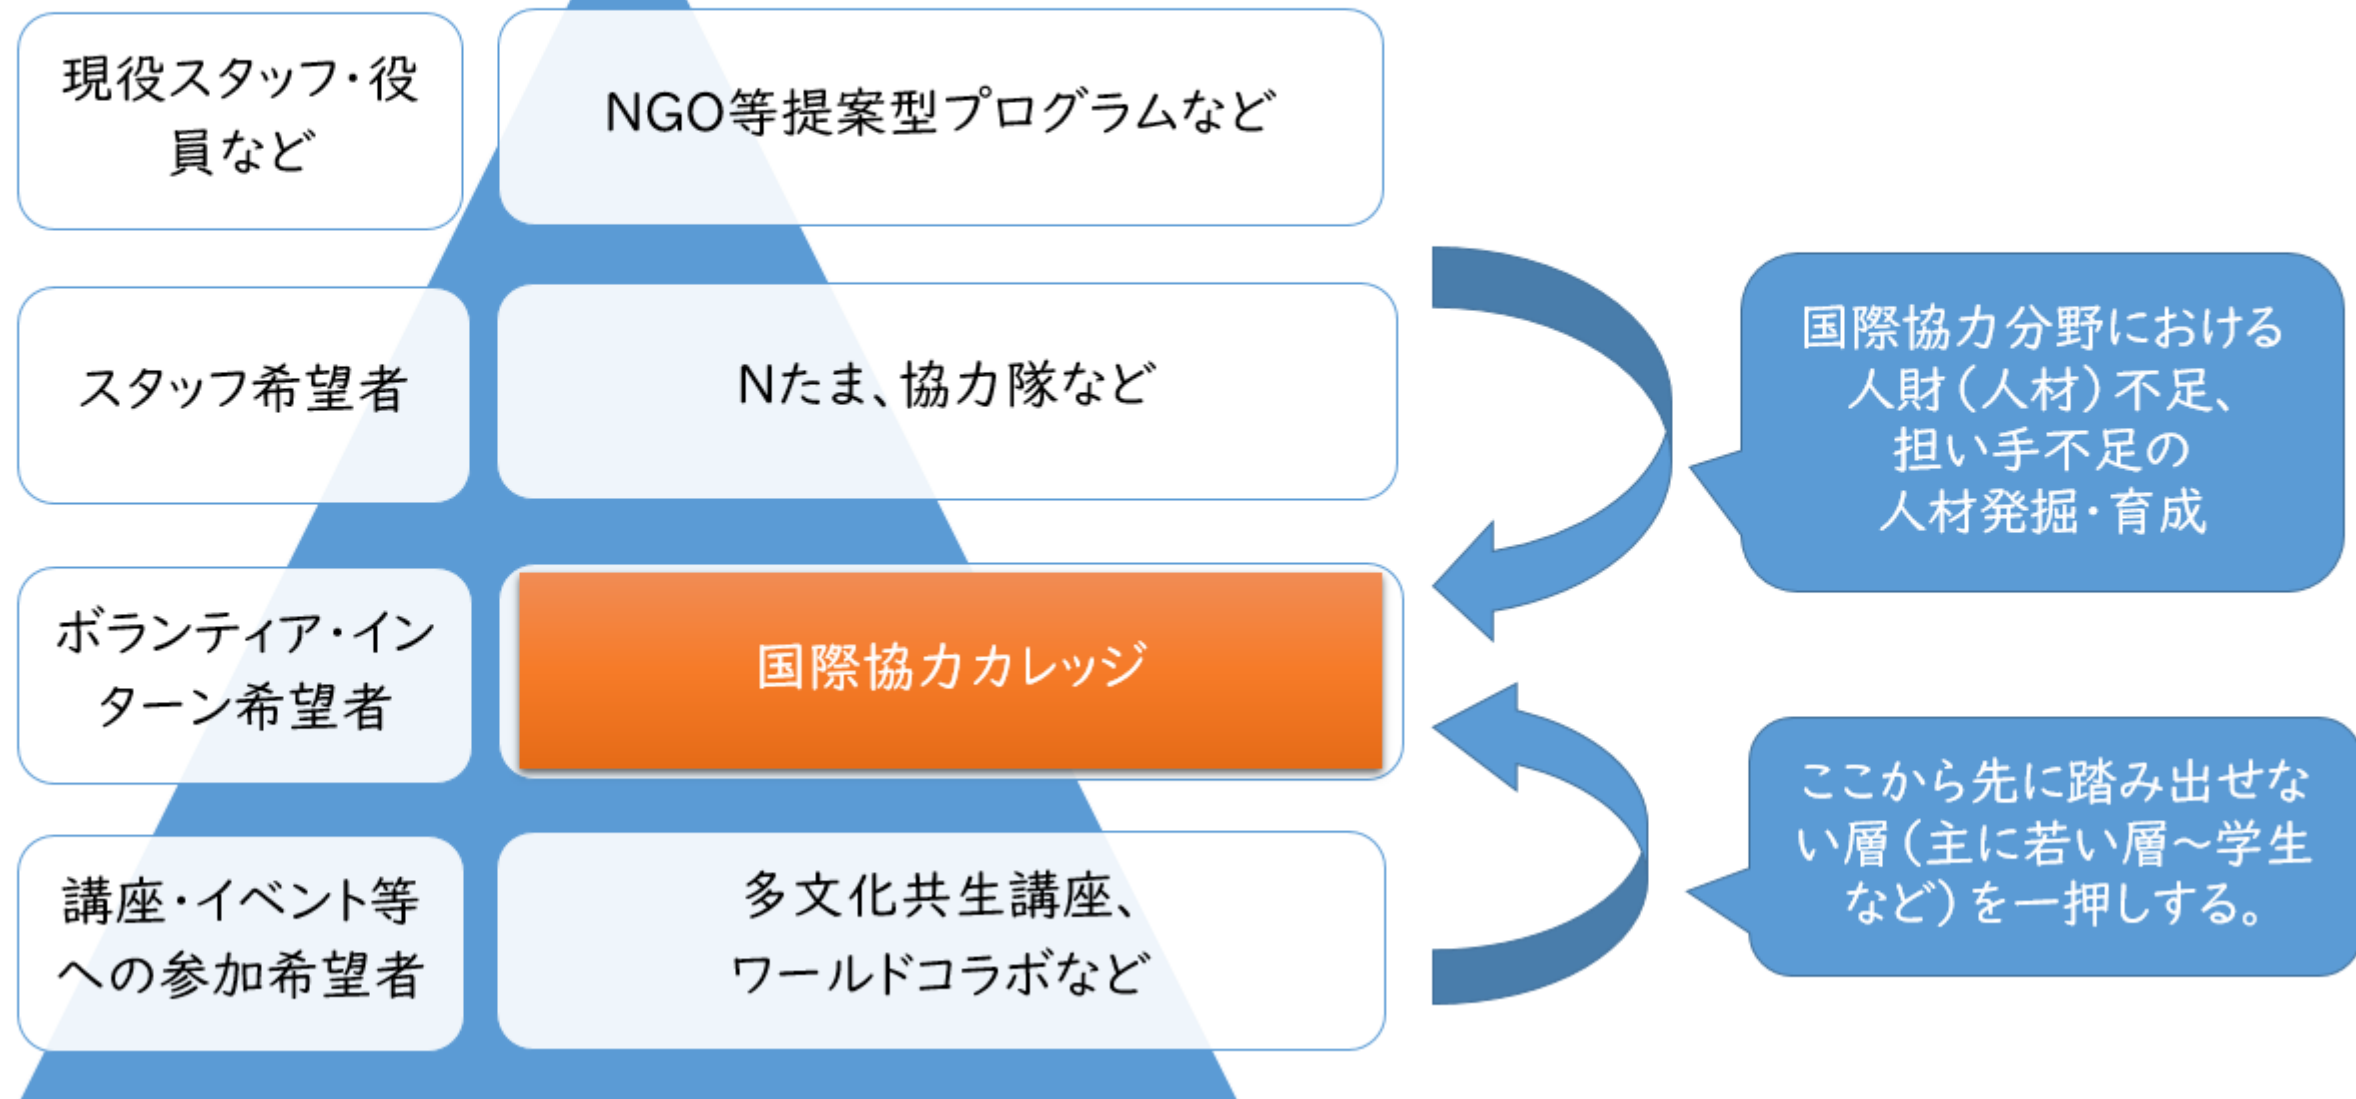 現役スタッフ・役
員など
NGO等提案型プログラムなど
スタッフ希望者
Nたま、協力隊など
ボランティア・イン
ターン希望者
国際協力カレッジ
講座・イベント等
への参加希望者
多文化共生講座、
ワールドコラボなど
国際協力分野における
人財(人材)不足、
担い手不足の
人材発掘・育成
ここから先に踏み出せな
い層(主に若い層～学生
など)を一押しする。